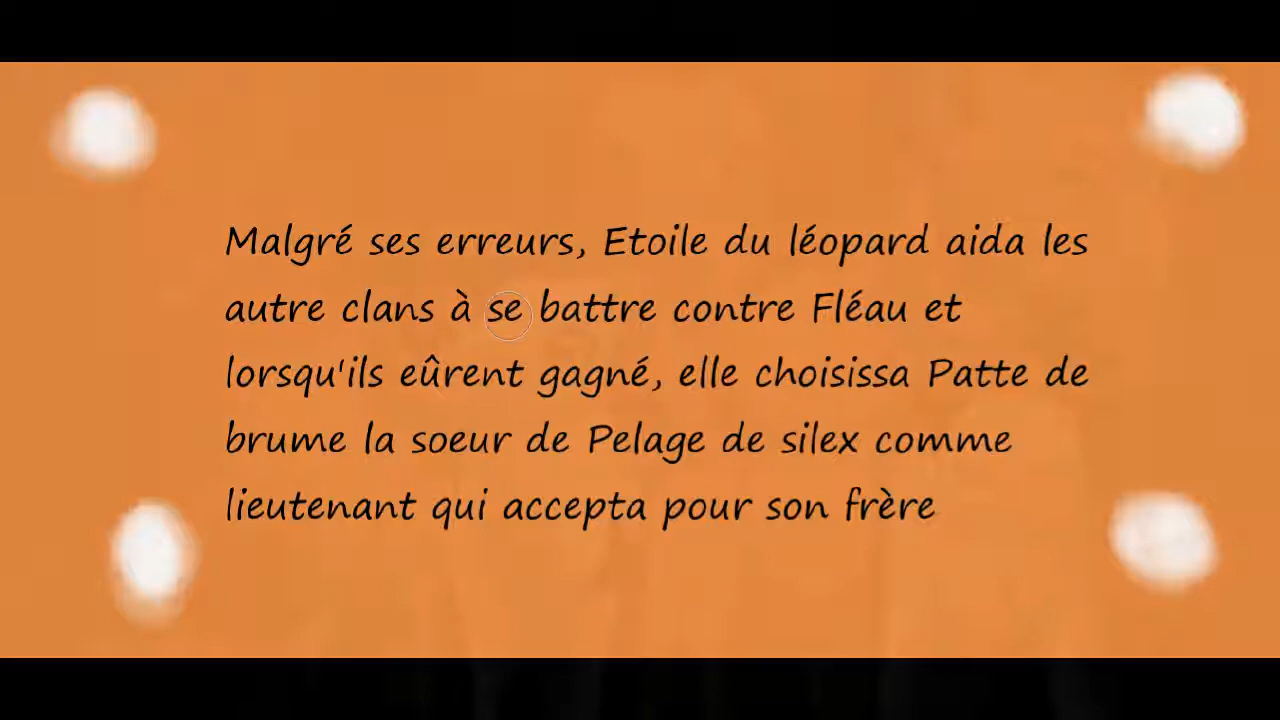 Malgré ses erreurs, Etoile du léopard aida les
autre clans à se battre contre Fléau et
lorsqu'ils eûrent gagné, elle choisissa Patte de
brume la soeur de Pelage de silex comme
lieutenant qui accepta pour son frère